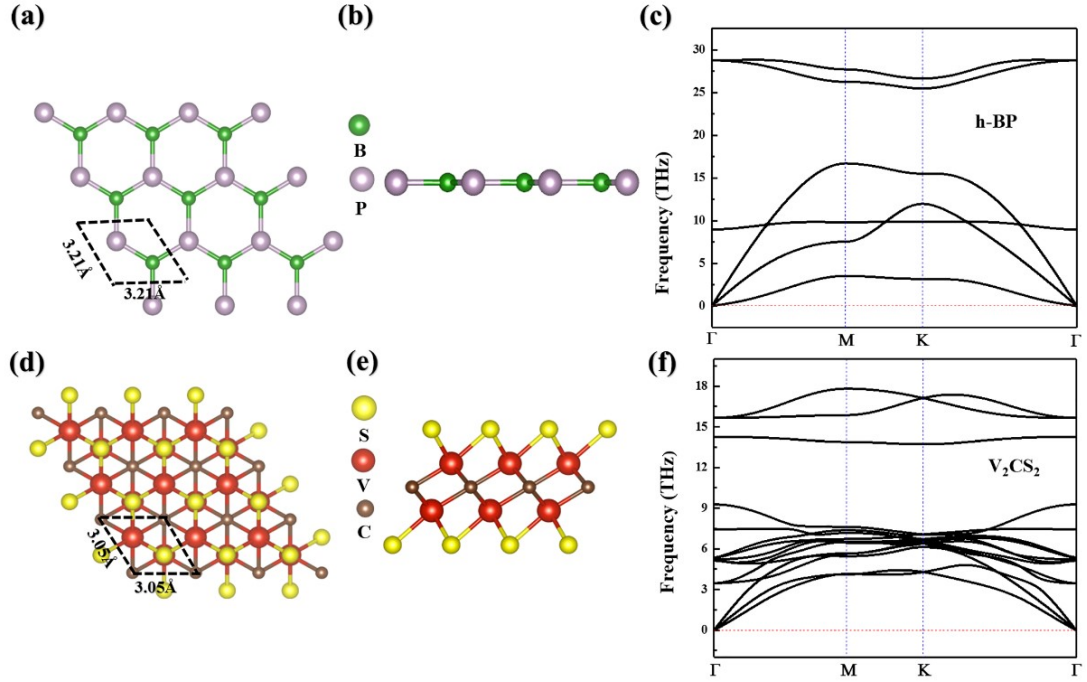 (a)
3.21Å
3.21Å
(b)
B
P
(c)
Frequency (THz)
30
25
20
15
10
5
0
h-BP
Γ M K Γ
(d)
3.05Å
3.05Å
(e)
S
V
C
(f)
Frequency (THz)
18
15
12
9
6
3
0
V₂CS₂
Γ M K Γ